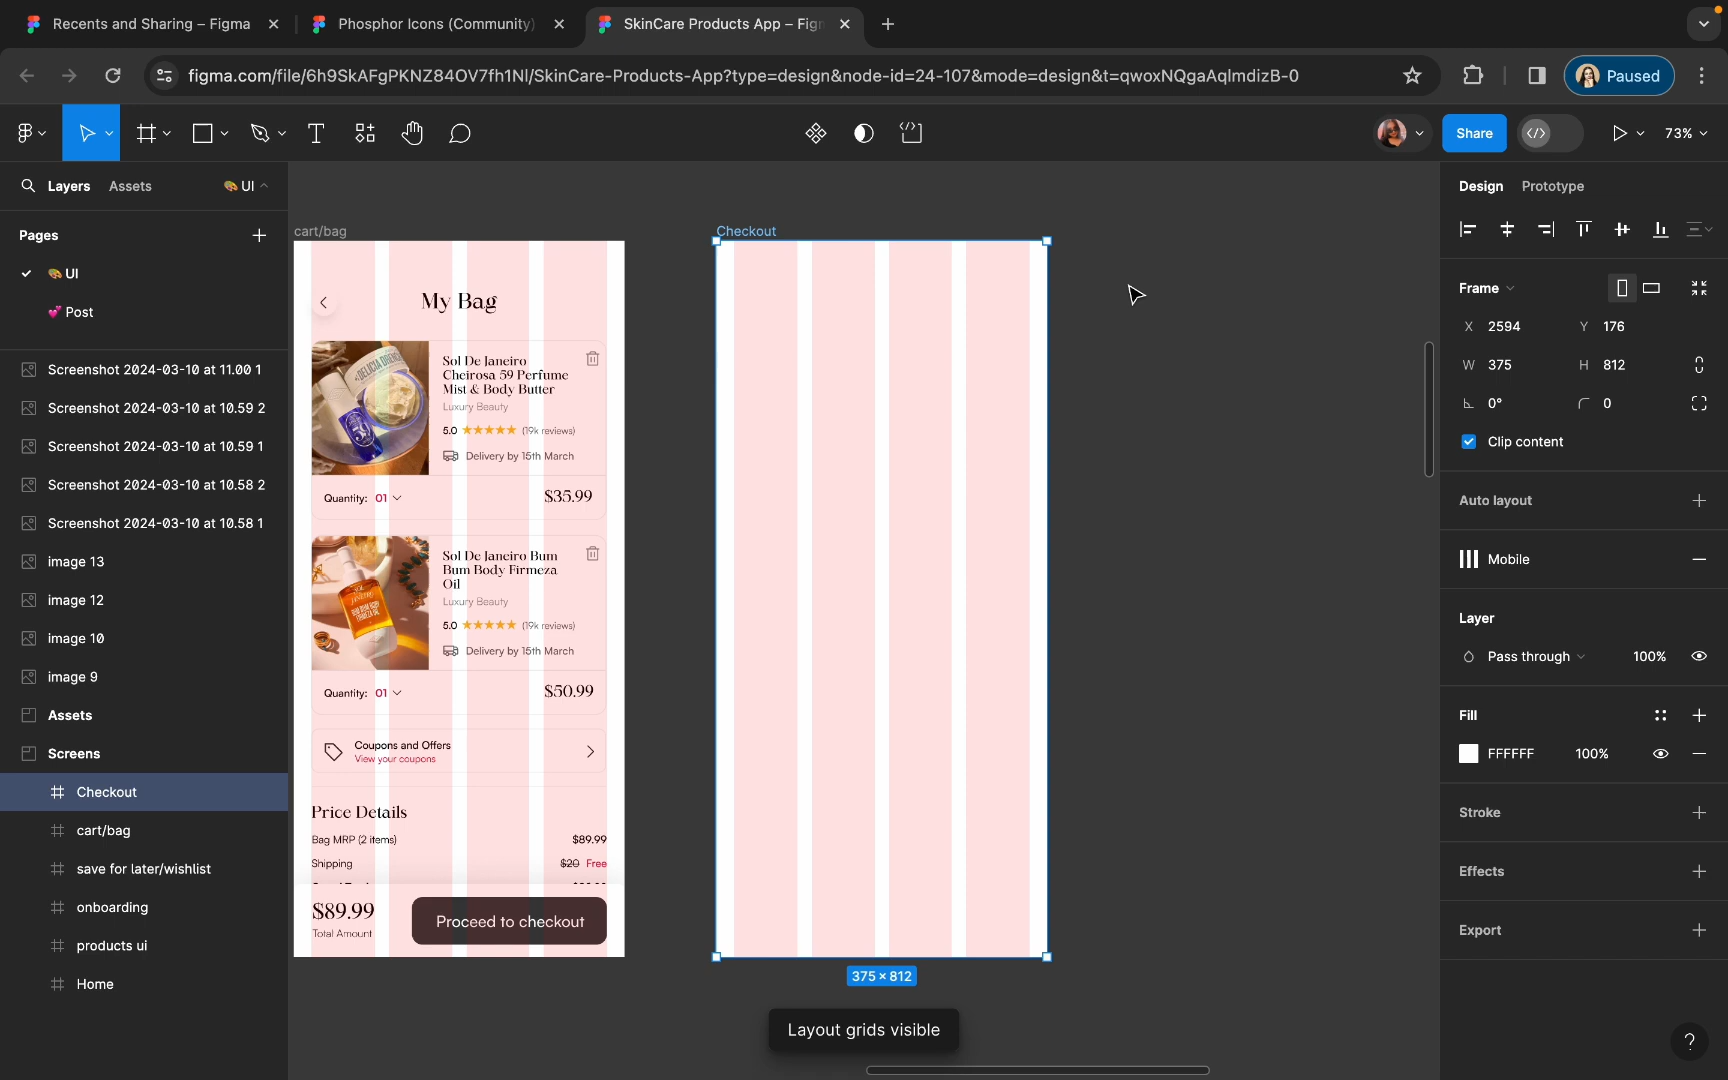 Recents and Sharing – Figma
Phosphor Icons (Community)
SkinCare Products App – Figm
figma.com/file/6h9SkAFgPKNZ84OV7fh1NI/SkinCare-Products-App?type=design&node-id=24-107&mode=design&t=qwoxNQgaAqlmdizB-0
Paused
Share
73%
Layers
Assets
🎨 UI
Pages
🎨 UI
💕 Post
Screenshot 2024-03-10 at 11.00 1
Screenshot 2024-03-10 at 10.59 2
Screenshot 2024-03-10 at 10.59 1
Screenshot 2024-03-10 at 10.58 2
Screenshot 2024-03-10 at 10.58 1
image 13
image 12
image 10
image 9
Assets
Screens
Checkout
cart/bag
save for later/wishlist
onboarding
products ui
Home
cart/bag
My Bag
Sol De Janeiro
Cheirosa 59 Perfume
Mist & Body Butter
Luxury Beauty
5.0 ★★★★★ (19k reviews)
Delivery by 15th March
Quantity: 01
$35.99
Sol De Janeiro Bum
Bum Body Firmeza
Oil
Luxury Beauty
5.0 ★★★★★ (19k reviews)
Delivery by 15th March
Quantity: 01
$50.99
Coupons and Offers
View your coupons
Price Details
Bag MRP (2 items)
$89.99
Shipping
$20 Free
$89.99
Total Amount
Proceed to checkout
Checkout
375 × 812
Layout grids visible
Design
Prototype
Frame
X 2594
Y 176
W 375
H 812
0°
0
Clip content
Auto layout
Mobile
Layer
Pass through
100%
Fill
FFFFFF
100%
Stroke
Effects
Export
?